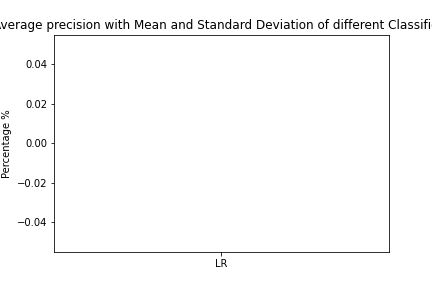 verage precision with Mean and Standard Deviation of different Classifi
0.04
0.02
0.00
−0.02
−0.04
Percentage %
LR